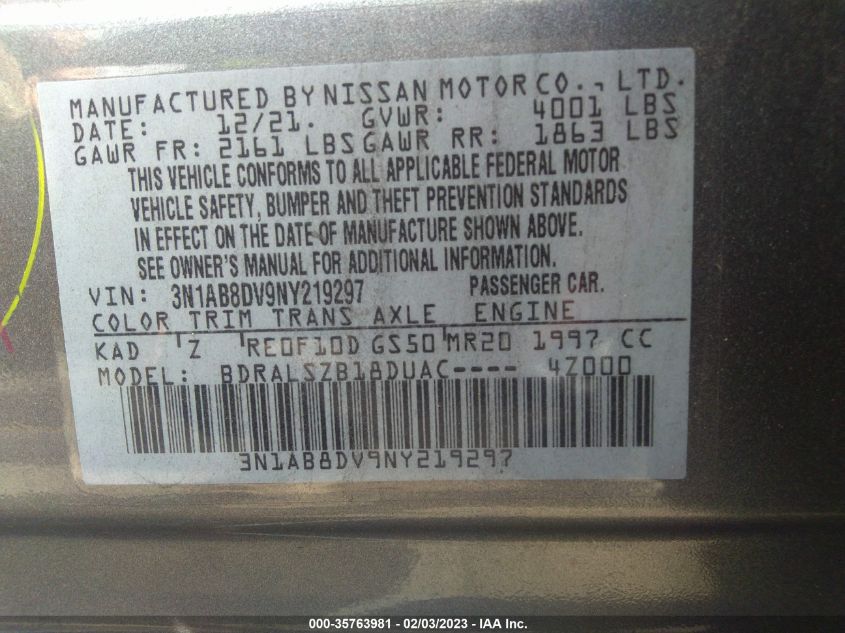 MANUFACTURED BY NISSAN MOTOR CO., LTD.
DATE: 12/21. GVWR: 4001 LBS
GAWR FR: 2161 LBS GAWR RR: 1863 LBS
THIS VEHICLE CONFORMS TO ALL APPLICABLE FEDERAL MOTOR
VEHICLE SAFETY, BUMPER AND THEFT PREVENTION STANDARDS
IN EFFECT ON THE DATE OF MANUFACTURE SHOWN ABOVE.
SEE OWNER'S MANUAL FOR ADDITIONAL INFORMATION.
VIN: 3N1AB8DV9NY219297 PASSENGER CAR.
COLOR TRIM TRANS AXLE ENGINE
KAD Z RE0F10D GS50 MR20 1997 CC
MODEL: BDRALSZB18DUAC---- 4Z000
3N1AB8DV9NY219297
000-35763981 - 02/03/2023 - IAA Inc.